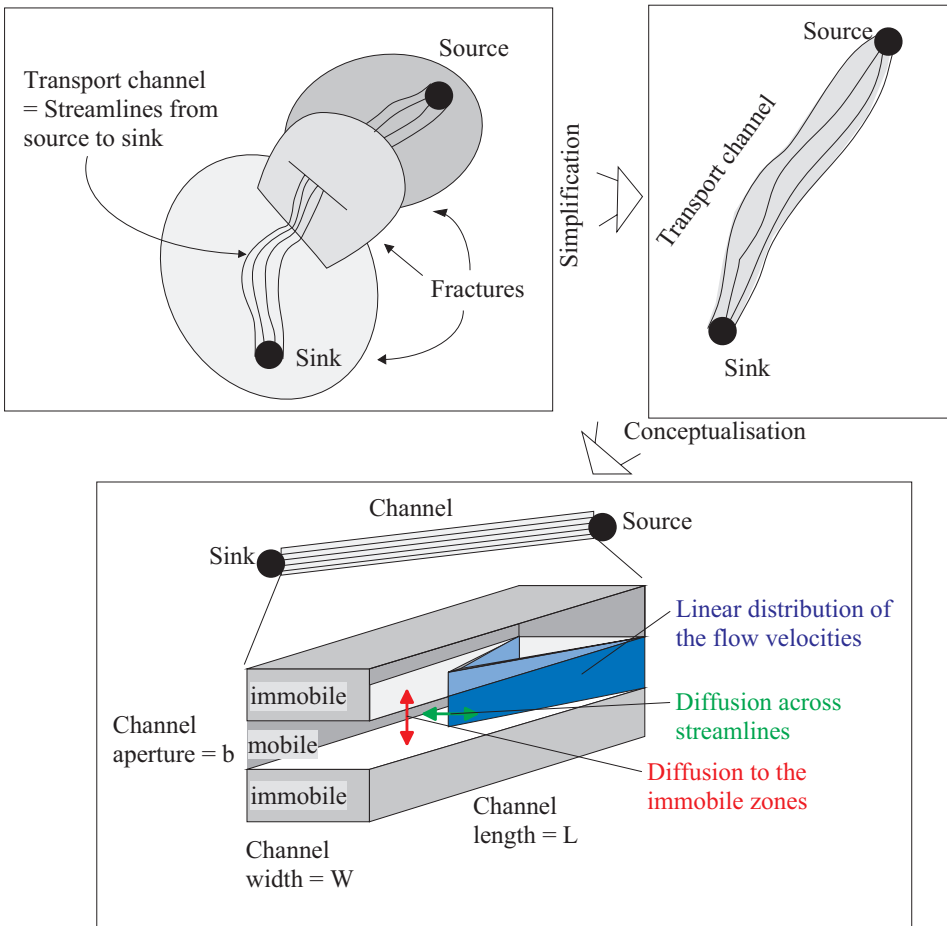 Source
Transport channel
= Streamlines from
source to sink
Fractures
Sink
Simplification
Source
Transport channel
Sink
Conceptualisation
Channel
Source
Sink
Linear distribution of
the flow velocities
immobile
Channel
aperture = b
mobile
Diffusion across
streamlines
immobile
Diffusion to the
immobile zones
Channel
length = L
Channel
width = W